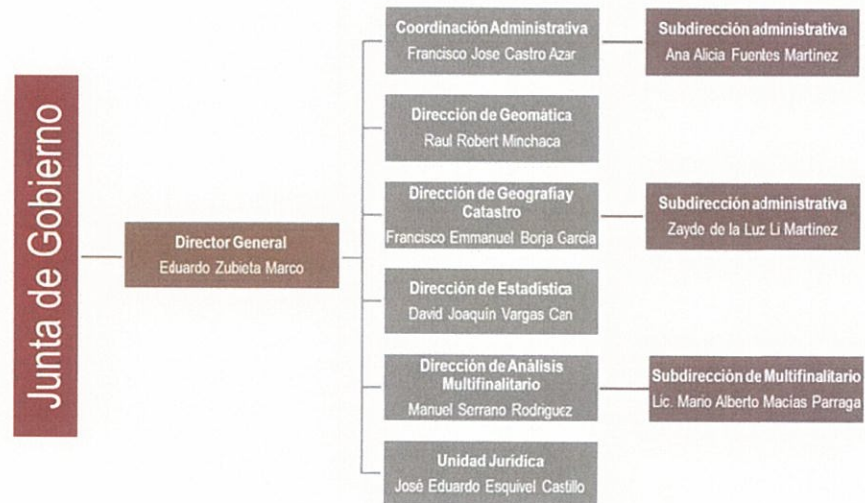 Junta de Gobierno
Director General
Eduardo Zubieta Marco
Coordinación Administrativa
Francisco Jose Castro Azar
Subdirección administrativa
Ana Alicia Fuentes Martinez
Dirección de Geomática
Raul Robert Minchaca
Dirección de Geografíay
Catastro
Francisco Emmanuel Borja Garcia
Subdirección administrativa
Zayde de la Luz Li Martinez
Dirección de Estadística
David Joaquín Vargas Can
Dirección de Análisis
Multifinalitario
Manuel Serrano Rodriguez
Subdirección de Multifinalitario
Lic. Mario Alberto Macías Parraga
Unidad Jurídica
José Eduardo Esquivel Castillo